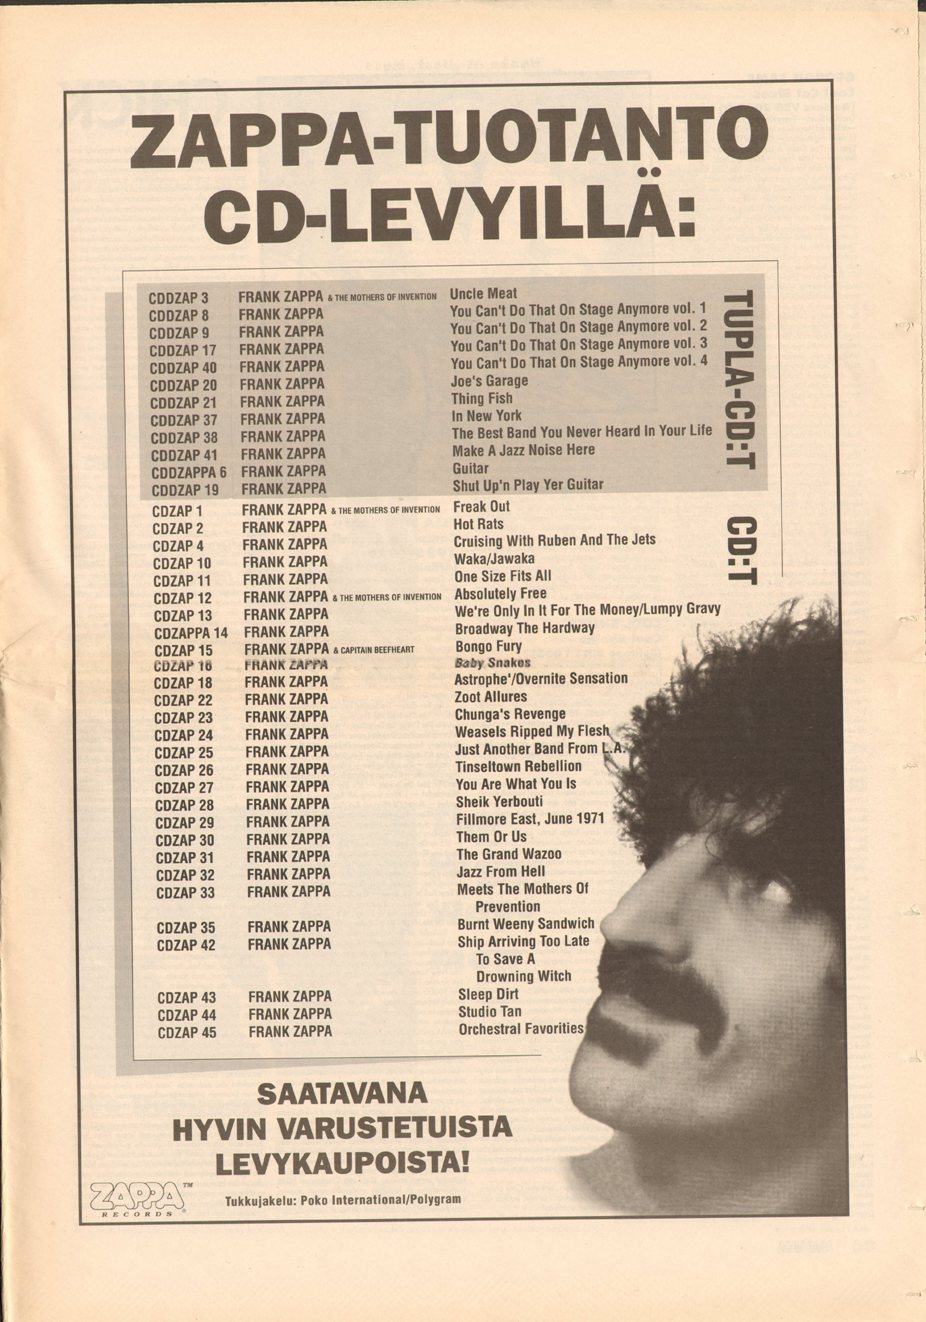 ZAPPA-TUOTANTO
CD-LEVYILLÄ:
CDDZAP 3 FRANK ZAPPA & THE MOTHERS OF INVENTION Uncle Meat
CDDZAP 8 FRANK ZAPPA You Can't Do That On Stage Anymore vol. 1
CDDZAP 9 FRANK ZAPPA You Can't Do That On Stage Anymore vol. 2
CDDZAP 17 FRANK ZAPPA You Can't Do That On Stage Anymore vol. 3
CDDZAP 40 FRANK ZAPPA You Can't Do That On Stage Anymore vol. 4
CDDZAP 20 FRANK ZAPPA Joe's Garage
CDDZAP 21 FRANK ZAPPA Thing Fish
CDDZAP 37 FRANK ZAPPA In New York
CDDZAP 38 FRANK ZAPPA The Best Band You Never Heard In Your Life
CDDZAP 41 FRANK ZAPPA Make A Jazz Noise Here
CDDZAPPA 6 FRANK ZAPPA Guitar
CDDZAP 19 FRANK ZAPPA Shut Up'n Play Yer Guitar
TUPLA-CD:T
CDZAP 1 FRANK ZAPPA & THE MOTHERS OF INVENTION Freak Out
CDZAP 2 FRANK ZAPPA Hot Rats
CDZAP 4 FRANK ZAPPA Cruising With Ruben And The Jets
CDZAP 10 FRANK ZAPPA Waka/Jawaka
CDZAP 11 FRANK ZAPPA One Size Fits All
CDZAP 12 FRANK ZAPPA & THE MOTHERS OF INVENTION Absolutely Free
CDZAP 13 FRANK ZAPPA We're Only In It For The Money/Lumpy Gravy
CDZAPPA 14 FRANK ZAPPA Broadway The Hardway
CDZAP 15 FRANK ZAPPA & CAPTAIN BEEFHEART Bongo Fury
CDZAP 16 FRANK ZAPPA Baby Snakes
CDZAP 18 FRANK ZAPPA Astrophe'/Overnite Sensation
CDZAP 22 FRANK ZAPPA Zoot Allures
CDZAP 23 FRANK ZAPPA Chunga's Revenge
CDZAP 24 FRANK ZAPPA Weasels Ripped My Flesh
CDZAP 25 FRANK ZAPPA Just Another Band From L.A.
CDZAP 26 FRANK ZAPPA Tinseltown Rebellion
CDZAP 27 FRANK ZAPPA You Are What You Is
CDZAP 28 FRANK ZAPPA Sheik Yerbouti
CDZAP 29 FRANK ZAPPA Fillmore East, June 1971
CDZAP 30 FRANK ZAPPA Them Or Us
CDZAP 31 FRANK ZAPPA The Grand Wazoo
CDZAP 32 FRANK ZAPPA Jazz From Hell
CDZAP 33 FRANK ZAPPA Meets The Mothers Of
Prevention
CDZAP 35 FRANK ZAPPA Burnt Weeny Sandwich
CDZAP 42 FRANK ZAPPA Ship Arriving Too Late
To Save A
Drowning Witch
CDZAP 43 FRANK ZAPPA Sleep Dirt
CDZAP 44 FRANK ZAPPA Studio Tan
CDZAP 45 FRANK ZAPPA Orchestral Favorities
CD:T
SAATAVANA
HYVIN VARUSTETUISTA
LEVYKAUPOISTA!
ZAPPA™
RECORDS®
Tukkujakelu: Poko International/Polygram